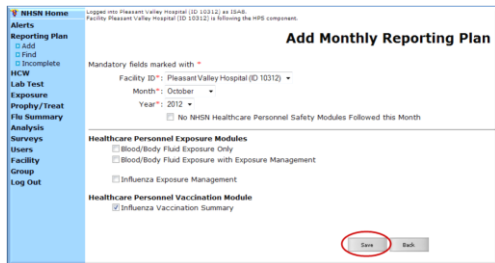 NHSN Home
Logged into Pleasant Valley Hospital (ID 10312) as ISA8.
Facility Pleasant Valley Hospital (ID 10312) is following the HPS component.
Alerts
Reporting Plan
Add
Find
Incomplete
HCW
Lab Test
Exposure
Prophy/Treat
Flu Summary
Analysis
Surveys
Users
Facility
Group
Log Out
Add Monthly Reporting Plan
Mandatory fields marked with *
Facility ID*: Pleasant Valley Hospital (ID 10312)
Month*: October
Year*: 2012
No NHSN Healthcare Personnel Safety Modules Followed this Month
Healthcare Personnel Exposure Modules
Blood/Body Fluid Exposure Only
Blood/Body Fluid Exposure with Exposure Management
Influenza Exposure Management
Healthcare Personnel Vaccination Module
Influenza Vaccination Summary
Save Back